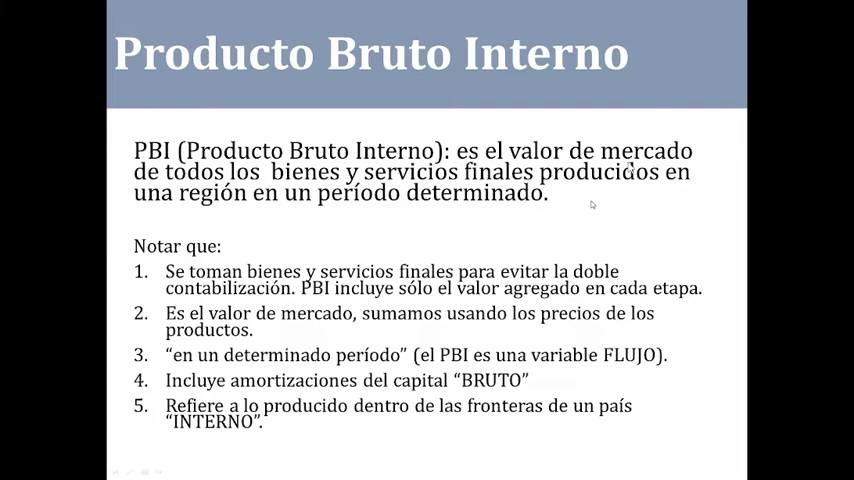 Producto Bruto Interno
PBI (Producto Bruto Interno): es el valor de mercado
de todos los bienes y servicios finales producidos en
una región en un período determinado.
Notar que:
1. Se toman bienes y servicios finales para evitar la doble
contabilización. PBI incluye sólo el valor agregado en cada etapa.
2. Es el valor de mercado, sumamos usando los precios de los
productos.
3. “en un determinado período” (el PBI es una variable FLUJO).
4. Incluye amortizaciones del capital “BRUTO”
5. Refiere a lo producido dentro de las fronteras de un país
“INTERNO”.